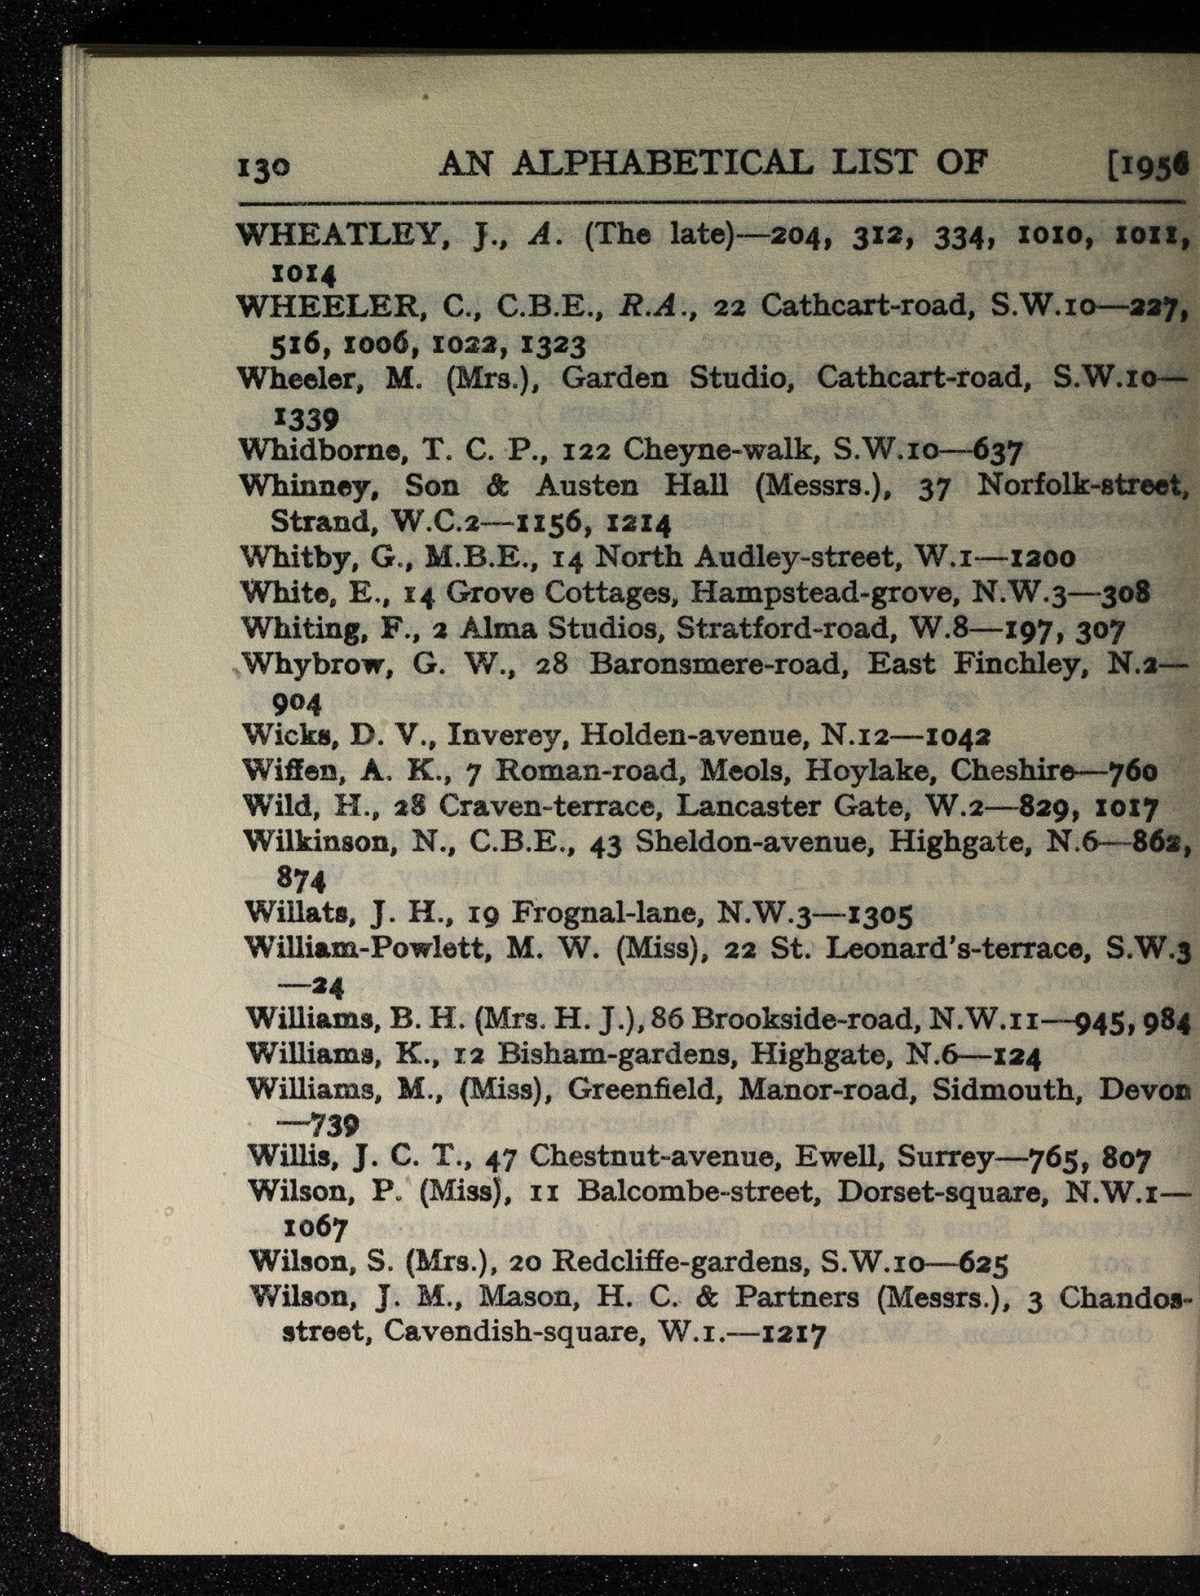 130 AN ALPHABETICAL LIST OF [1956
WHEATLEY, J., A. (The late)—204, 312, 334, 1010, 1011,
1014
WHEELER, C., C.B.E., R.A., 22 Cathcart-road, S.W.10—227,
516, 1006, 1022, 1323
Wheeler, M. (Mrs.), Garden Studio, Cathcart-road, S.W.10—
1339
Whidborne, T. C. P., 122 Cheyne-walk, S.W.10—637
Whinney, Son & Austen Hall (Messrs.), 37 Norfolk-street,
Strand, W.C.2—1156, 1214
Whitby, G., M.B.E., 14 North Audley-street, W.1—1200
White, E., 14 Grove Cottages, Hampstead-grove, N.W.3—308
Whiting, F., 2 Alma Studios, Stratford-road, W.8—197, 307
Whybrow, G. W., 28 Baronsmere-road, East Finchley, N.2—
904
Wicks, D. V., Inverey, Holden-avenue, N.12—1042
Wiffen, A. K., 7 Roman-road, Meols, Hoylake, Cheshire—760
Wild, H., 28 Craven-terrace, Lancaster Gate, W.2—829, 1017
Wilkinson, N., C.B.E., 43 Sheldon-avenue, Highgate, N.6—862,
874
Willats, J. H., 19 Frognal-lane, N.W.3—1305
William-Powlett, M. W. (Miss), 22 St. Leonard's-terrace, S.W.3
—24
Williams, B. H. (Mrs. H. J.), 86 Brookside-road, N.W.11—945, 984
Williams, K., 12 Bisham-gardens, Highgate, N.6—124
Williams, M., (Miss), Greenfield, Manor-road, Sidmouth, Devon
—739
Willis, J. C. T., 47 Chestnut-avenue, Ewell, Surrey—765, 807
Wilson, P. (Miss), 11 Balcombe-street, Dorset-square, N.W.1—
1067
Wilson, S. (Mrs.), 20 Redcliffe-gardens, S.W.10—625
Wilson, J. M., Mason, H. C. & Partners (Messrs.), 3 Chandos-
street, Cavendish-square, W.1.—1217